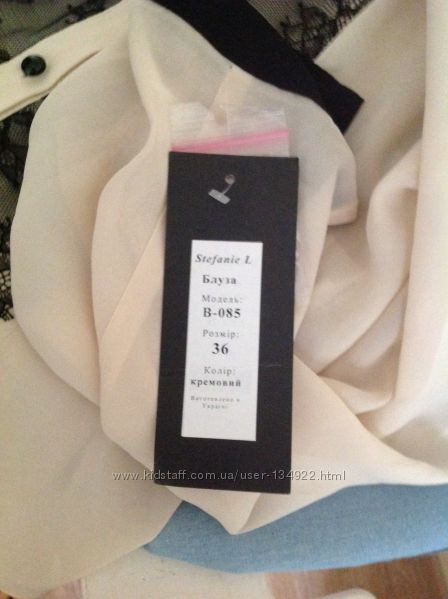 Stefanie L
Блуза
Модель:
В-085
Розмір:
36
Колір:
кремовий
Виготовлено в
Україні
www.kidstaff.com.ua/user-134922.html